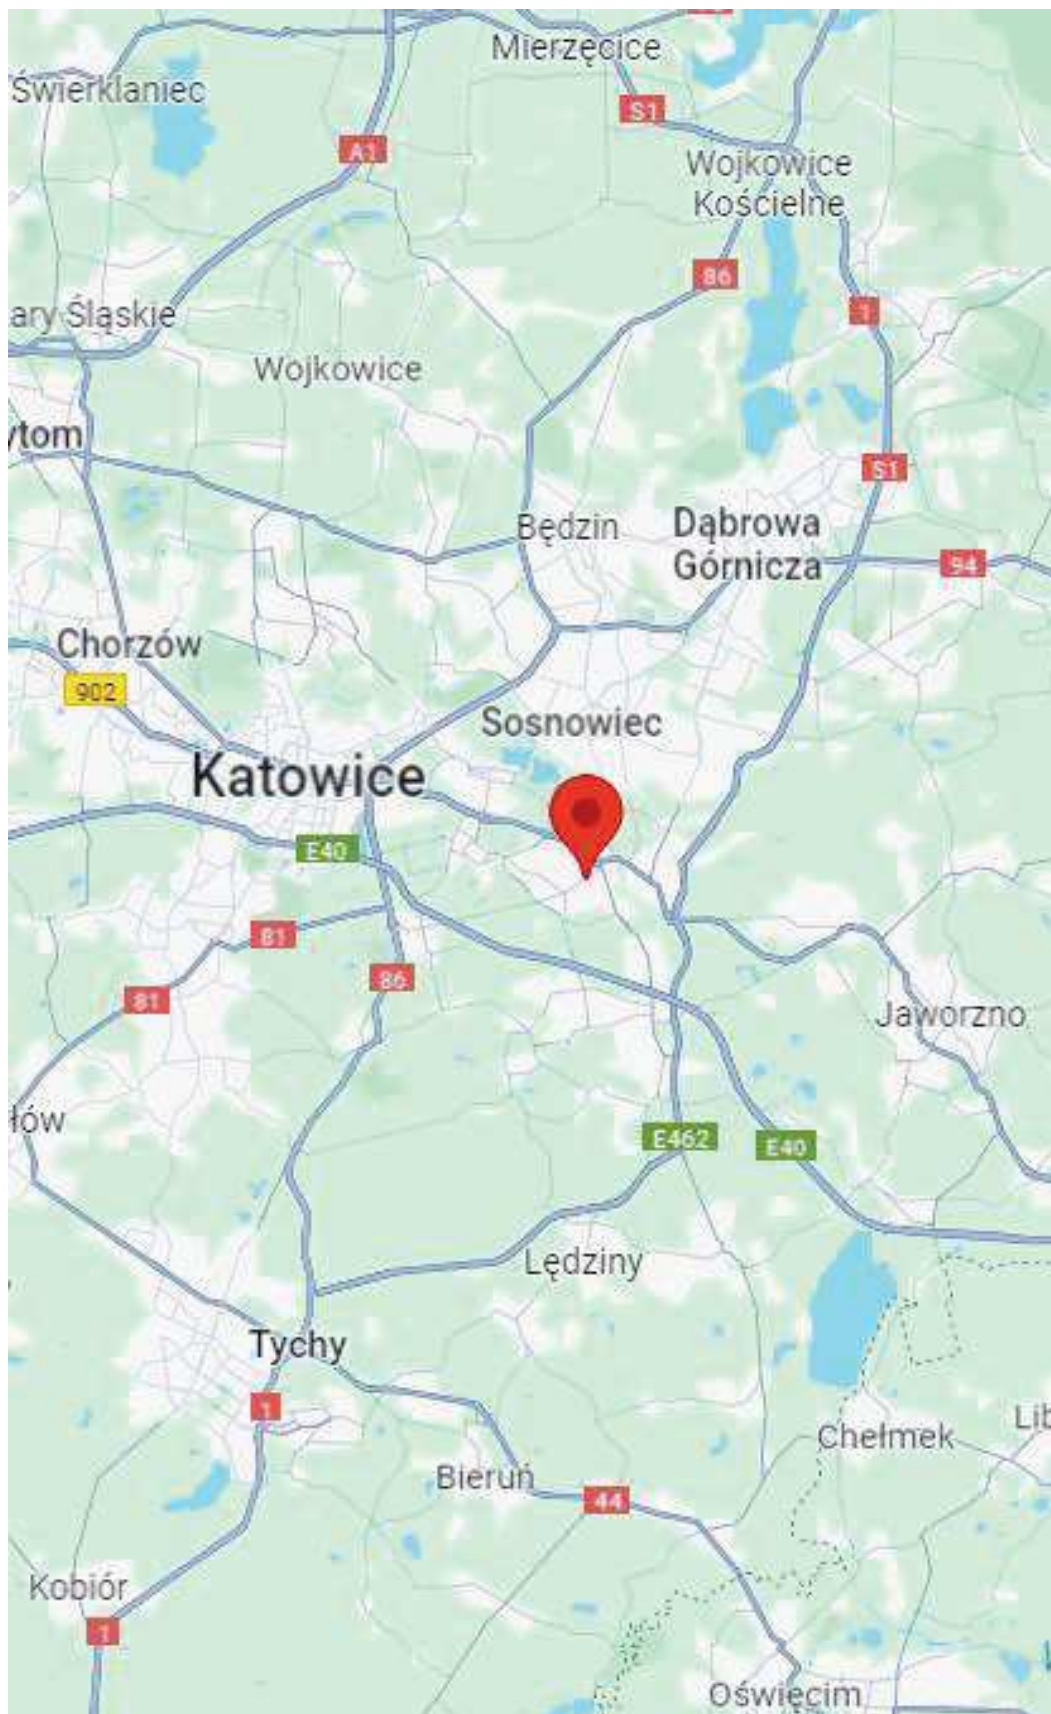 Mierzęcice
Świerklaniec
S1
A1
Wojkowice
Kościelne
86
1
ary Śląskie
Wojkowice
ytom
S1
Będzin
Dąbrowa
Górnicza
94
Chorzów
902
Sosnowiec
Katowice
E40
81
86
81
Jaworzno
łów
E462
E40
Lędziny
Tychy
1
Lib
Chełmek
Bieruń
44
Kobiór
1
Oświęcim